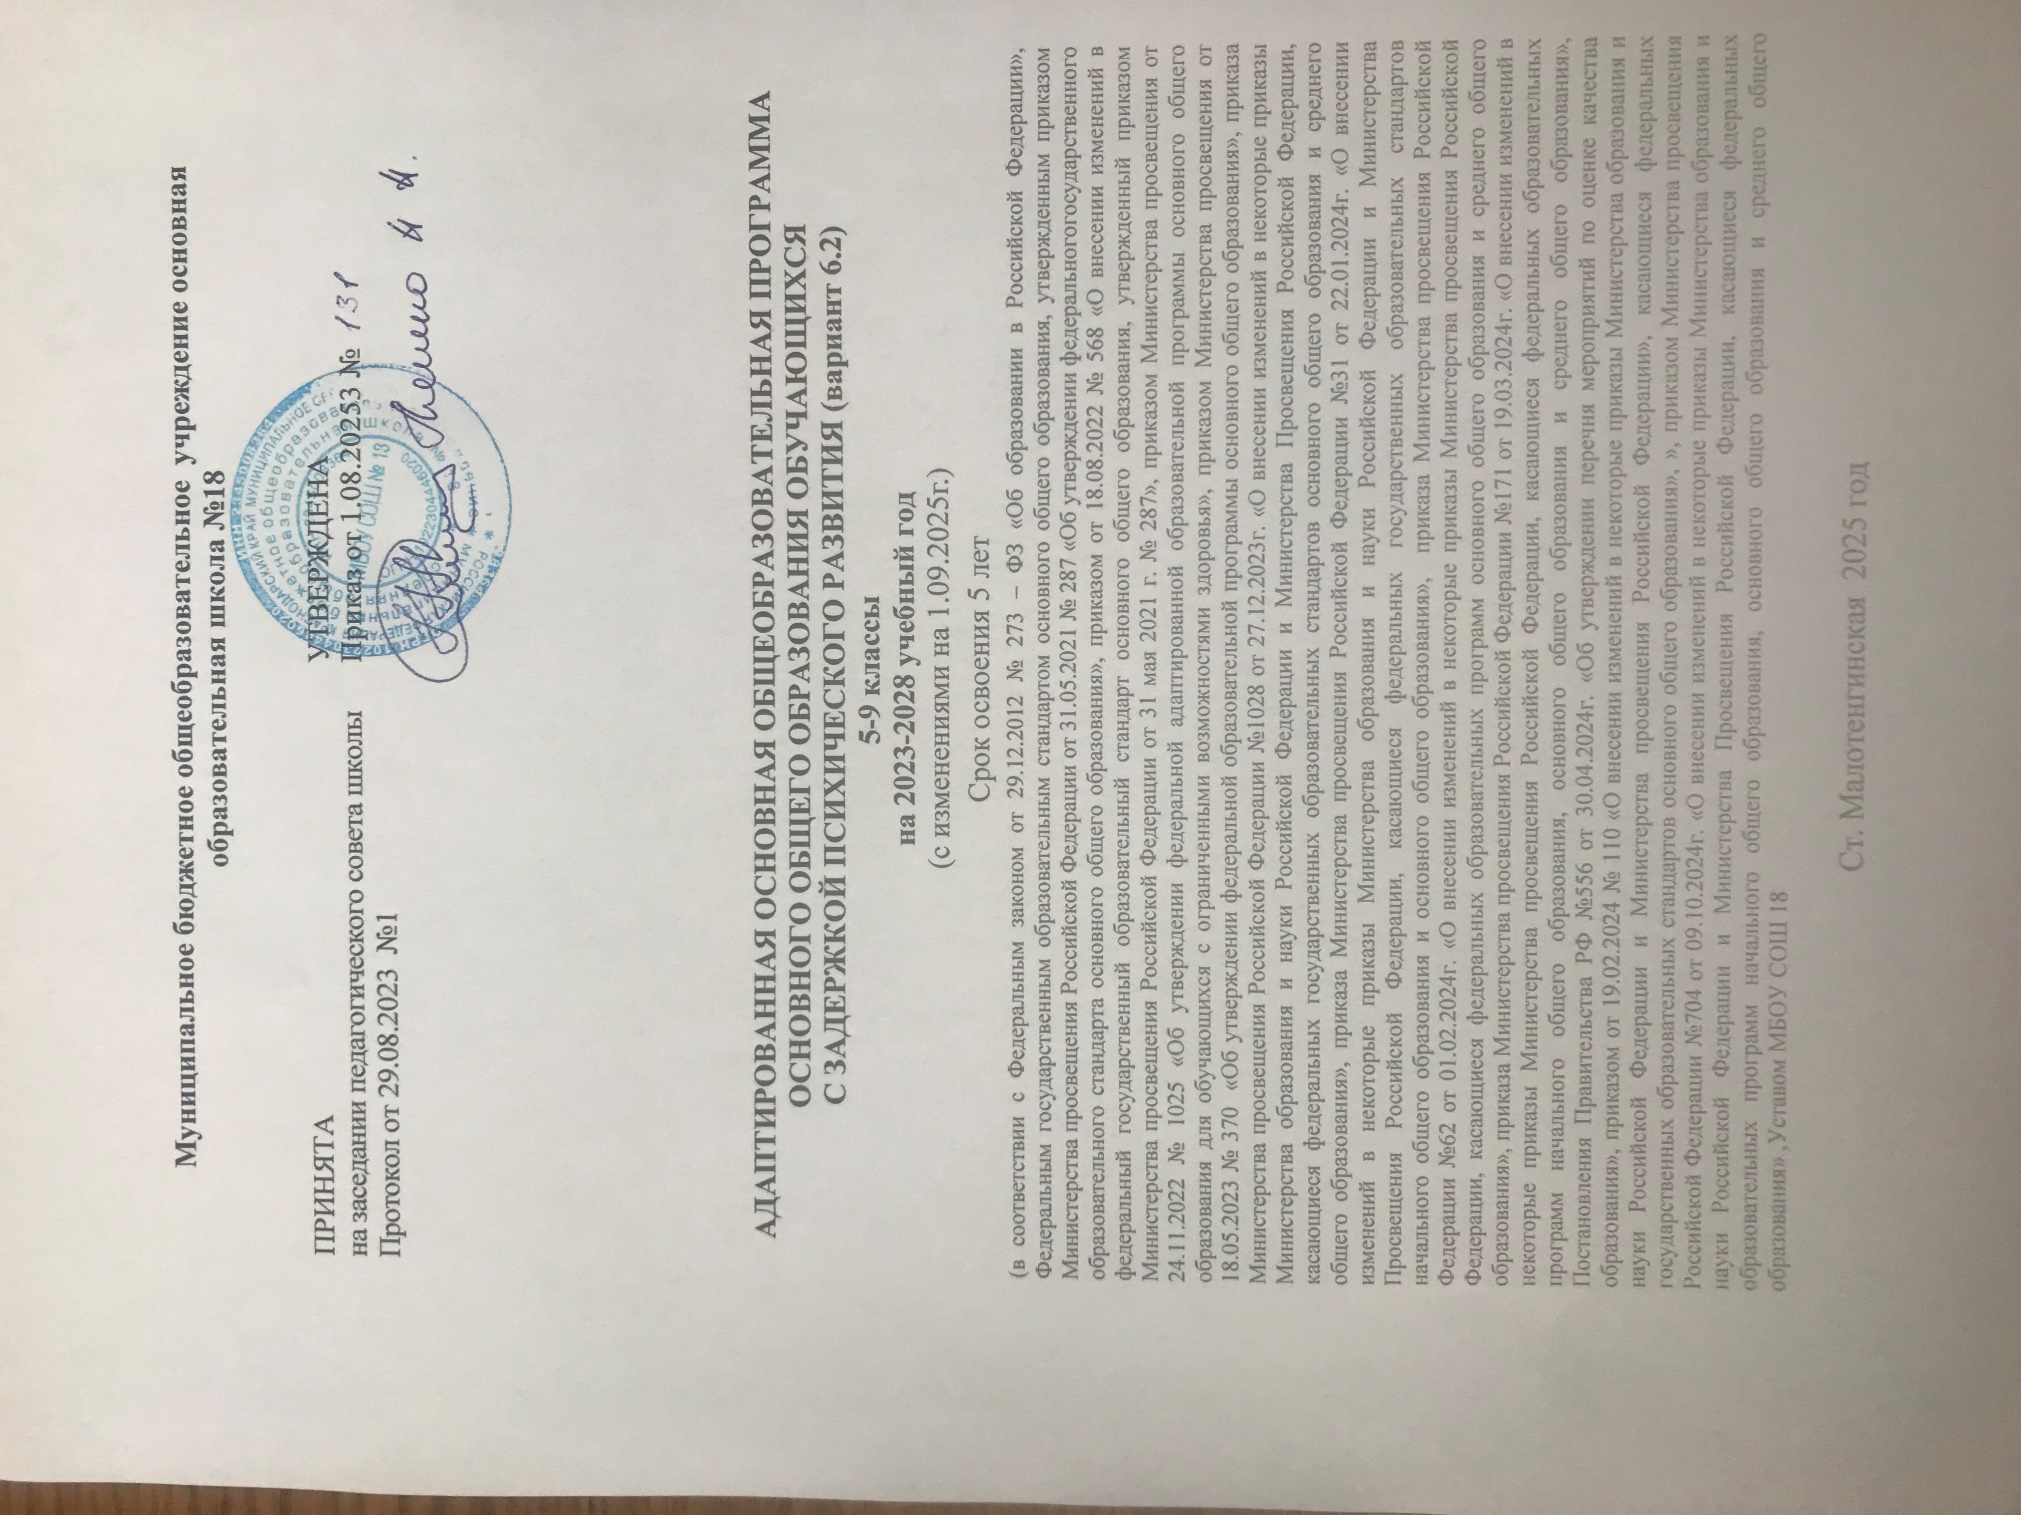 Муниципальное бюджетное общеобразовательное учреждение основная
образовательная школа №18
ПРИНЯТА
на заседании педагогического совета школы
Протокол от 29.08.2023 №1
УТВЕРЖДЕНА
Приказ от 1.08.20253 № 131
АДАПТИРОВАННАЯ ОСНОВНАЯ ОБЩЕОБРАЗОВАТЕЛЬНАЯ ПРОГРАММА
ОСНОВНОГО ОБЩЕГО ОБРАЗОВАНИЯ ОБУЧАЮЩИХСЯ
С ЗАДЕРЖКОЙ ПСИХИЧЕСКОГО РАЗВИТИЯ (вариант 6.2)
5-9 классы
на 2023-2028 учебный год
(с изменениями на 1.09.2025г.)
Срок освоения 5 лет
(в соответствии с Федеральным законом от 29.12.2012 № 273 – ФЗ «Об образовании в Российской Федерации»,
Федеральным государственным образовательным стандартом основного общего образования, утвержденным приказом
Министерства просвещения Российской Федерации от 31.05.2021 № 287 «Об утверждении федеральногогосударственного
образовательного стандарта основного общего образования», приказом от 18.08.2022 № 568 «О внесении изменений в
федеральный государственный образовательный стандарт основного общего образования, утвержденный приказом
Министерства просвещения Российской Федерации от 31 мая 2021 г. № 287», приказом Министерства просвещения от
24.11.2022 № 1025 «Об утверждении федеральной адаптированной образовательной программы основного общего
образования для обучающихся с ограниченными возможностями здоровья», приказом Министерства просвещения от
18.05.2023 № 370 «Об утверждении федеральной образовательной программы основного общего образования», приказа
Министерства просвещения Российской Федерации №1028 от 27.12.2023г. «О внесении изменений в некоторые приказы
Министерства образования и науки Российской Федерации и Министерства Просвещения Российской Федерации,
касающиеся федеральных государственных образовательных стандартов основного общего образования и среднего
общего образования», приказа Министерства просвещения Российской Федерации №31 от 22.01.2024г. «О внесении
изменений в некоторые приказы Министерства образования и науки Российской Федерации и Министерства
Просвещения Российской Федерации, касающиеся федеральных государственных образовательных стандартов
начального общего образования и основного общего образования», приказа Министерства просвещения Российской
Федерации №62 от 01.02.2024г. «О внесении изменений в некоторые приказы Министерства просвещения Российской
Федерации, касающиеся федеральных образовательных программ основного общего образования и среднего общего
образования», приказа Министерства просвещения Российской Федерации №171 от 19.03.2024г. «О внесении изменений в
некоторые приказы Министерства просвещения Российской Федерации, касающиеся федеральных образовательных
программ начального общего образования, основного общего образования и среднего общего образования»,
Постановления Правительства РФ №556 от 30.04.2024г. «Об утверждении перечня мероприятий по оценке качества
образования», приказом от 19.02.2024 № 110 «О внесении изменений в некоторые приказы Министерства образования и
науки Российской Федерации и Министерства просвещения Российской Федерации», касающиеся федеральных
государственных образовательных стандартов основного общего образования», », приказом Министерства просвещения
Российской Федерации №704 от 09.10.2024г. «О внесении изменений в некоторые приказы Министерства образования и
науки Российской Федерации и Министерства Просвещения Российской Федерации, касающиеся федеральных
образовательных программ начального общего образования, основного общего образования и среднего общего
образования» ,Уставом МБОУ СОШ 18
Ст. Малотенгинская 2025 год